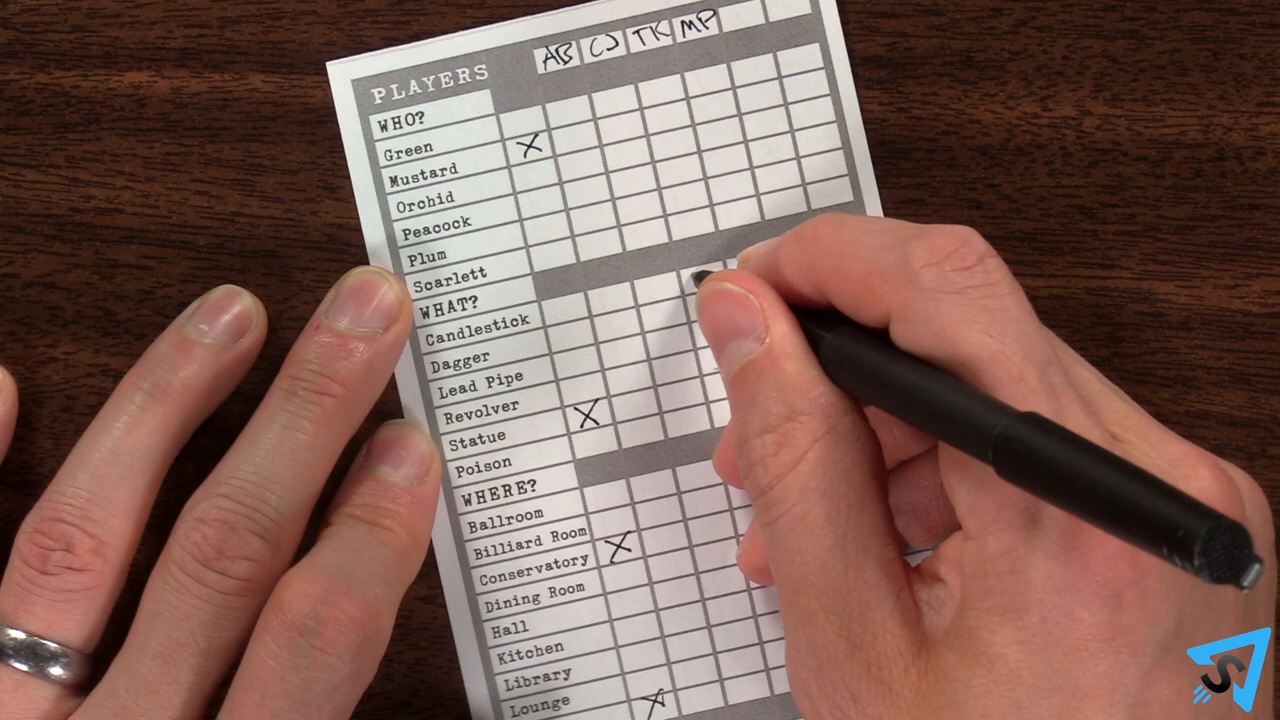 AB CJ TK MP
PLAYERS
WHO?
Green
X
Mustard
Orchid
Peacock
Plum
Scarlett
WHAT?
Candlestick
Dagger
Lead Pipe
Revolver
X
Statue
Poison
WHERE?
Ballroom
Billiard Room
X
Conservatory
Dining Room
Hall
Kitchen
Library
Lounge
X
S